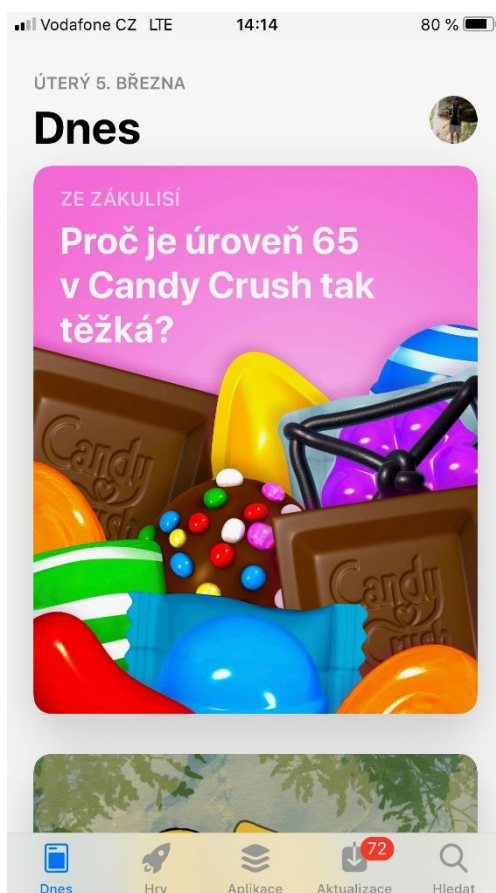 Vodafone CZ LTE 14:14 80 %
ÚTERÝ 5. BŘEZNA
Dnes
ZE ZÁKULISÍ
Proč je úroveň 65
v Candy Crush tak
těžká?
Candy
Candy
Crush
72
Dnes Hry Aplikace Aktualizace Hledat